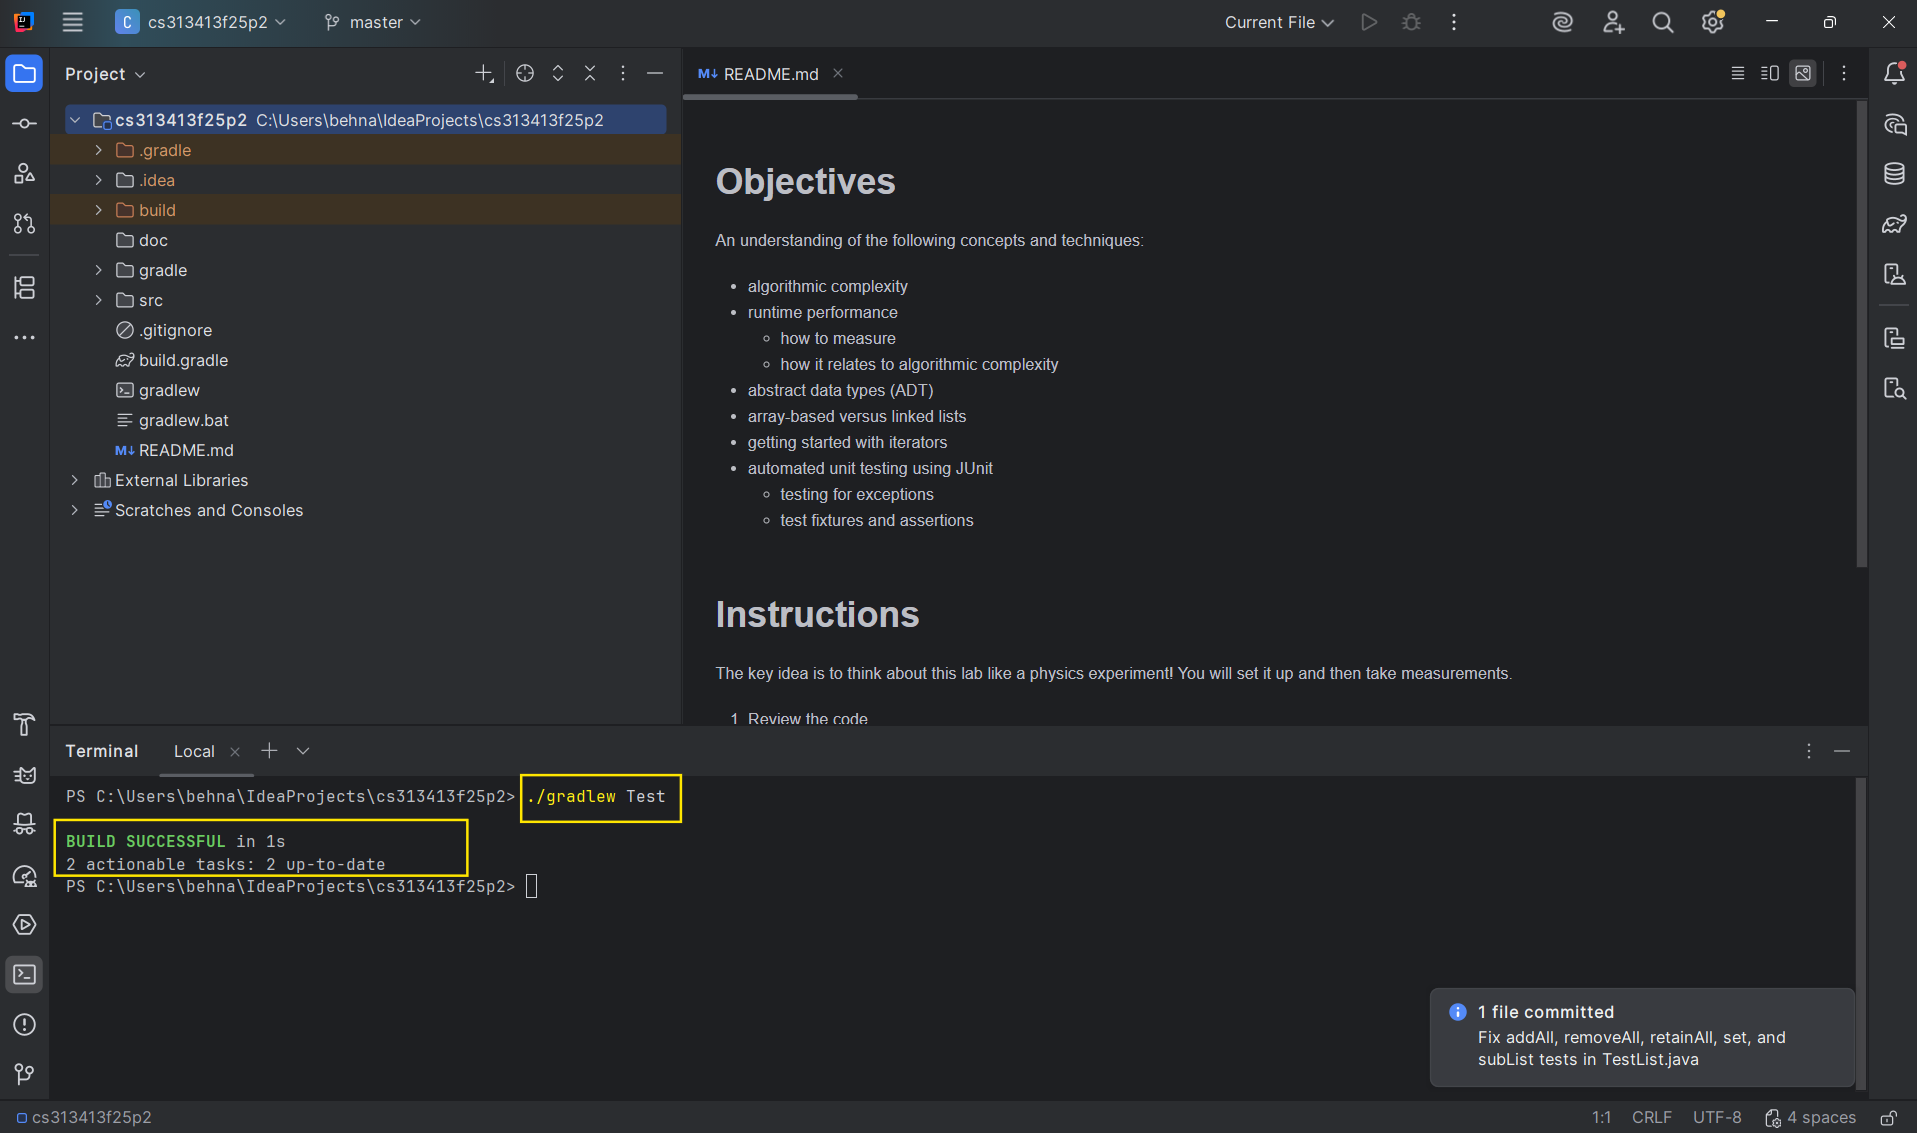 C cs313413f25p2 master Current File
Project
README.md
cs313413f25p2 C:\Users\behna\IdeaProjects\cs313413f25p2
.gradle
.idea
build
doc
gradle
src
.gitignore
build.gradle
gradlew
gradlew.bat
M↓ README.md
External Libraries
Scratches and Consoles
Objectives
An understanding of the following concepts and techniques:
• algorithmic complexity
• runtime performance
◦ how to measure
◦ how it relates to algorithmic complexity
• abstract data types (ADT)
• array-based versus linked lists
• getting started with iterators
• automated unit testing using JUnit
◦ testing for exceptions
◦ test fixtures and assertions
Instructions
The key idea is to think about this lab like a physics experiment! You will set it up and then take measurements.
1. Review the code
Terminal Local
PS C:\Users\behna\IdeaProjects\cs313413f25p2> ./gradlew Test
BUILD SUCCESSFUL in 1s
2 actionable tasks: 2 up-to-date
PS C:\Users\behna\IdeaProjects\cs313413f25p2>
1 file committed
Fix addAll, removeAll, retainAll, set, and
subList tests in TestList.java
cs313413f25p2 1:1 CRLF UTF-8 4 spaces